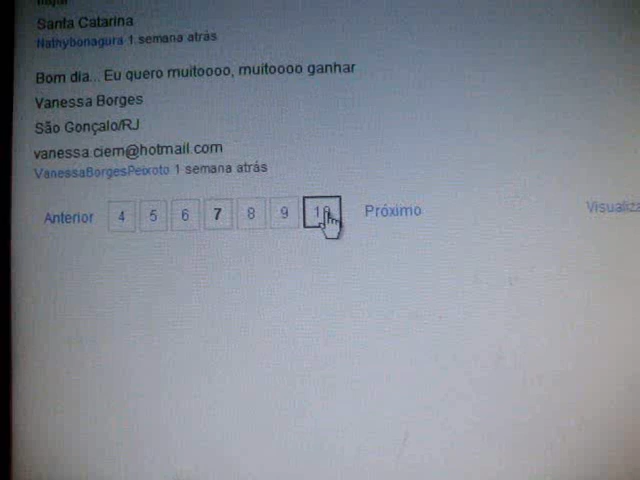 Santa Catarina
Nathybonagura 1 semana atrás
Bom dia... Eu quero muitoooo, muitoooo ganhar
Vanessa Borges
São Gonçalo/RJ
vanessa.ciem@hotmail.com
VanessaBorgesPeixoto 1 semana atrás
Anterior 4 5 6 7 8 9 10 Próximo